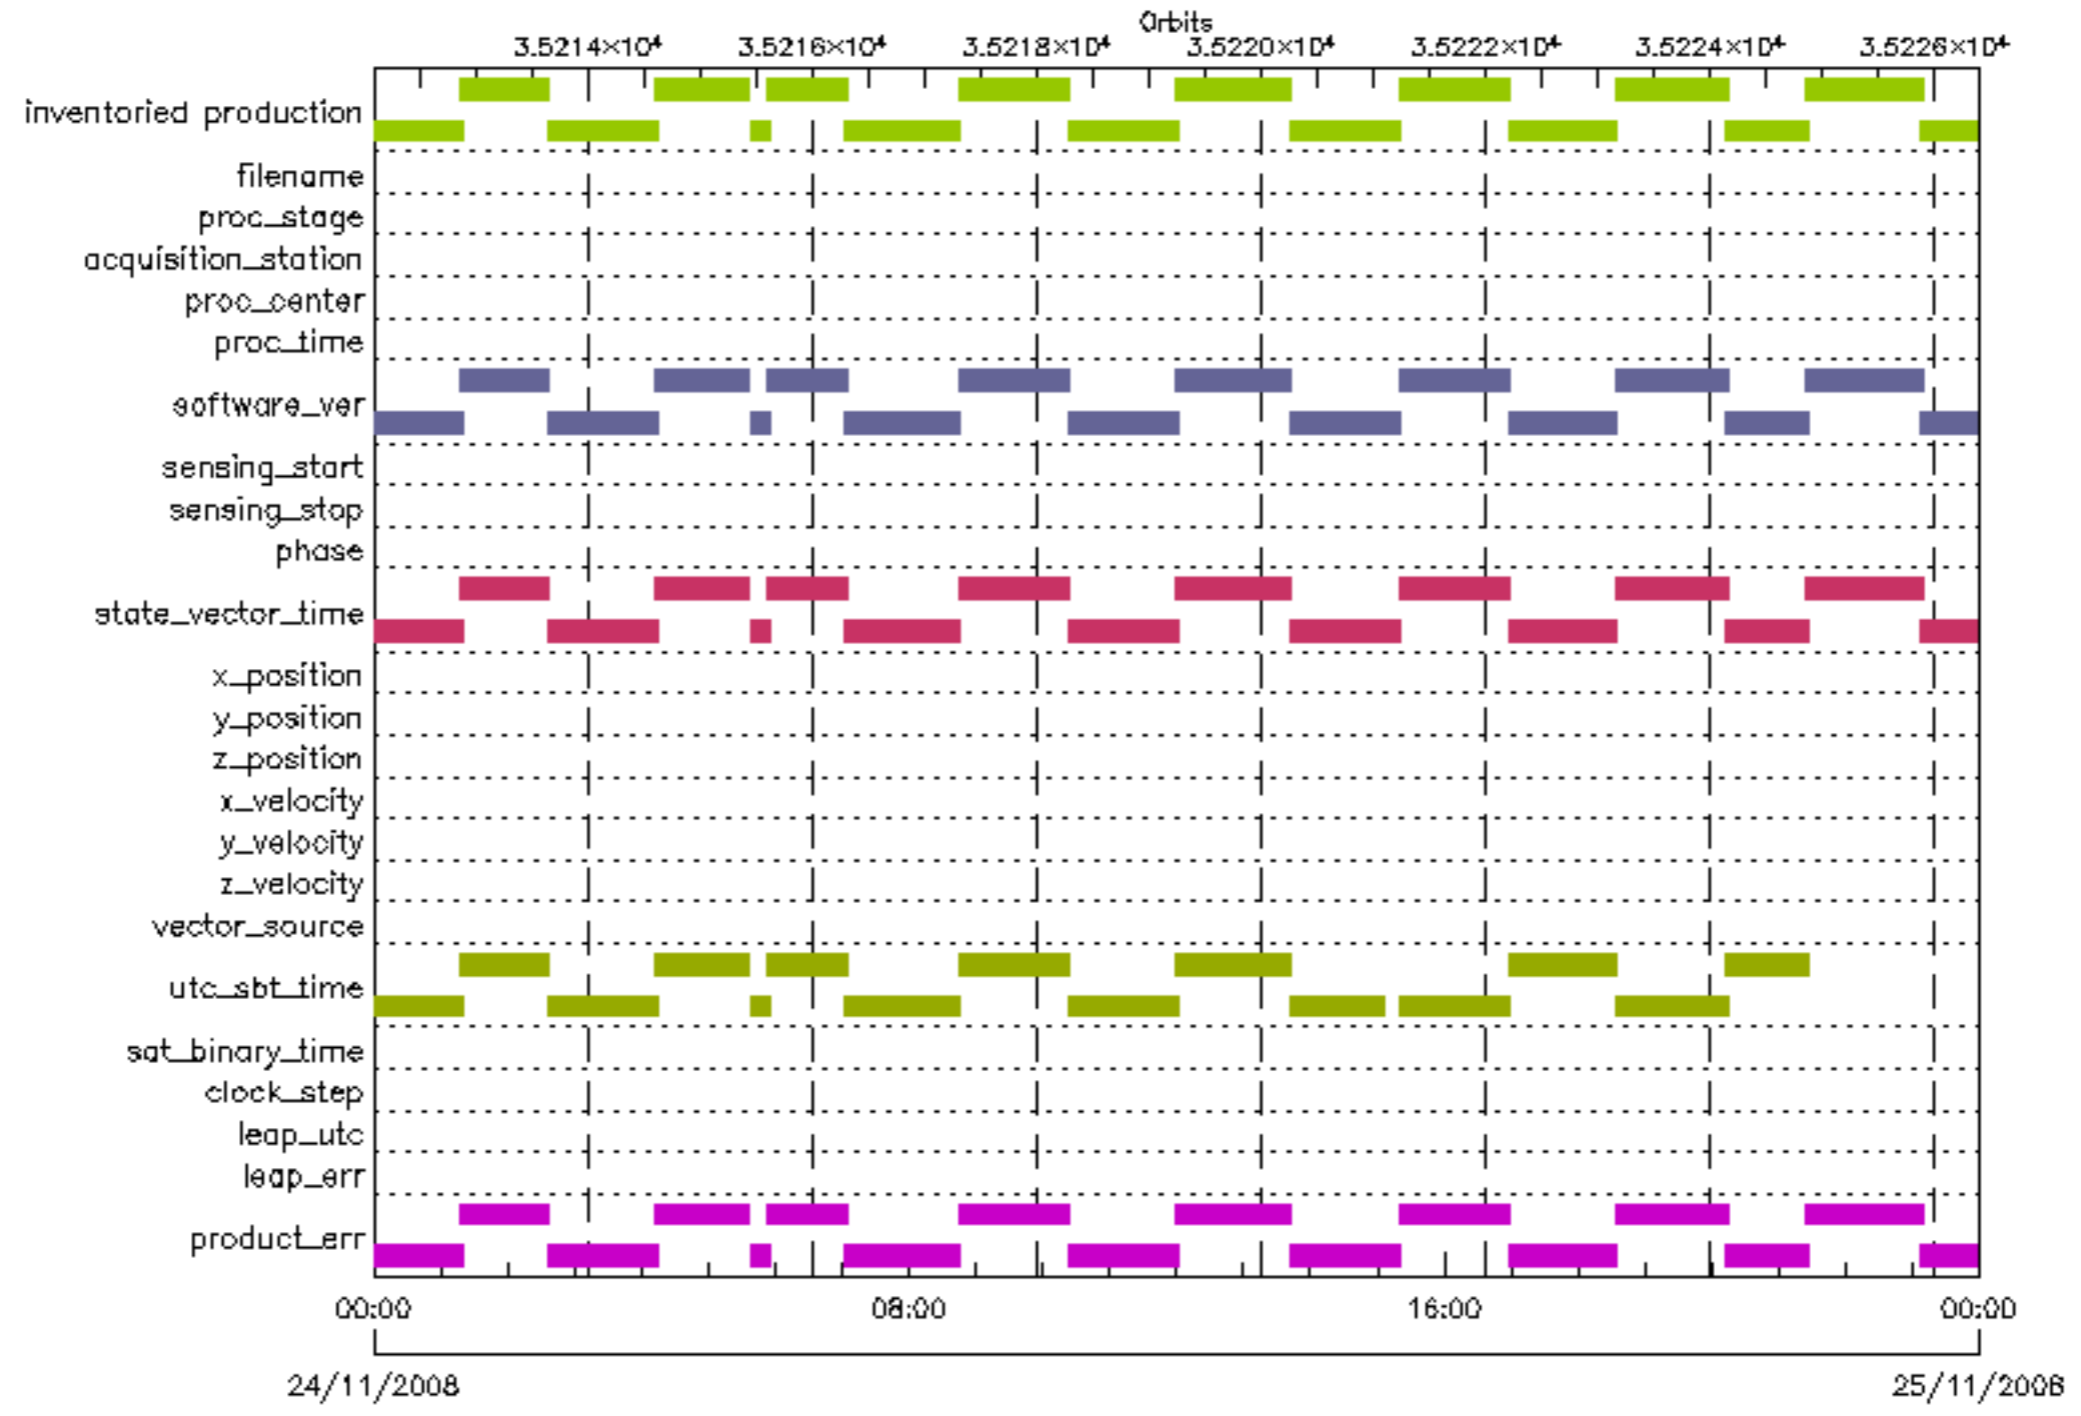 Orbits
3.5214×10⁴ 3.5216×10⁴ 3.5218×10⁴ 3.5220×10⁴ 3.5222×10⁴ 3.5224×10⁴ 3.5226×10⁴
inventoried production
filename
proc_stage
acquisition_station
proc_center
proc_time
software_ver
sensing_start
sensing_stop
phase
state_vector_time
x_position
y_position
z_position
x_velocity
y_velocity
z_velocity
vector_source
utc_sbt_time
sat_binary_time
clock_step
leap_utc
leap_err
product_err
00:00 08:00 16:00 00:00
24/11/2008 25/11/2008